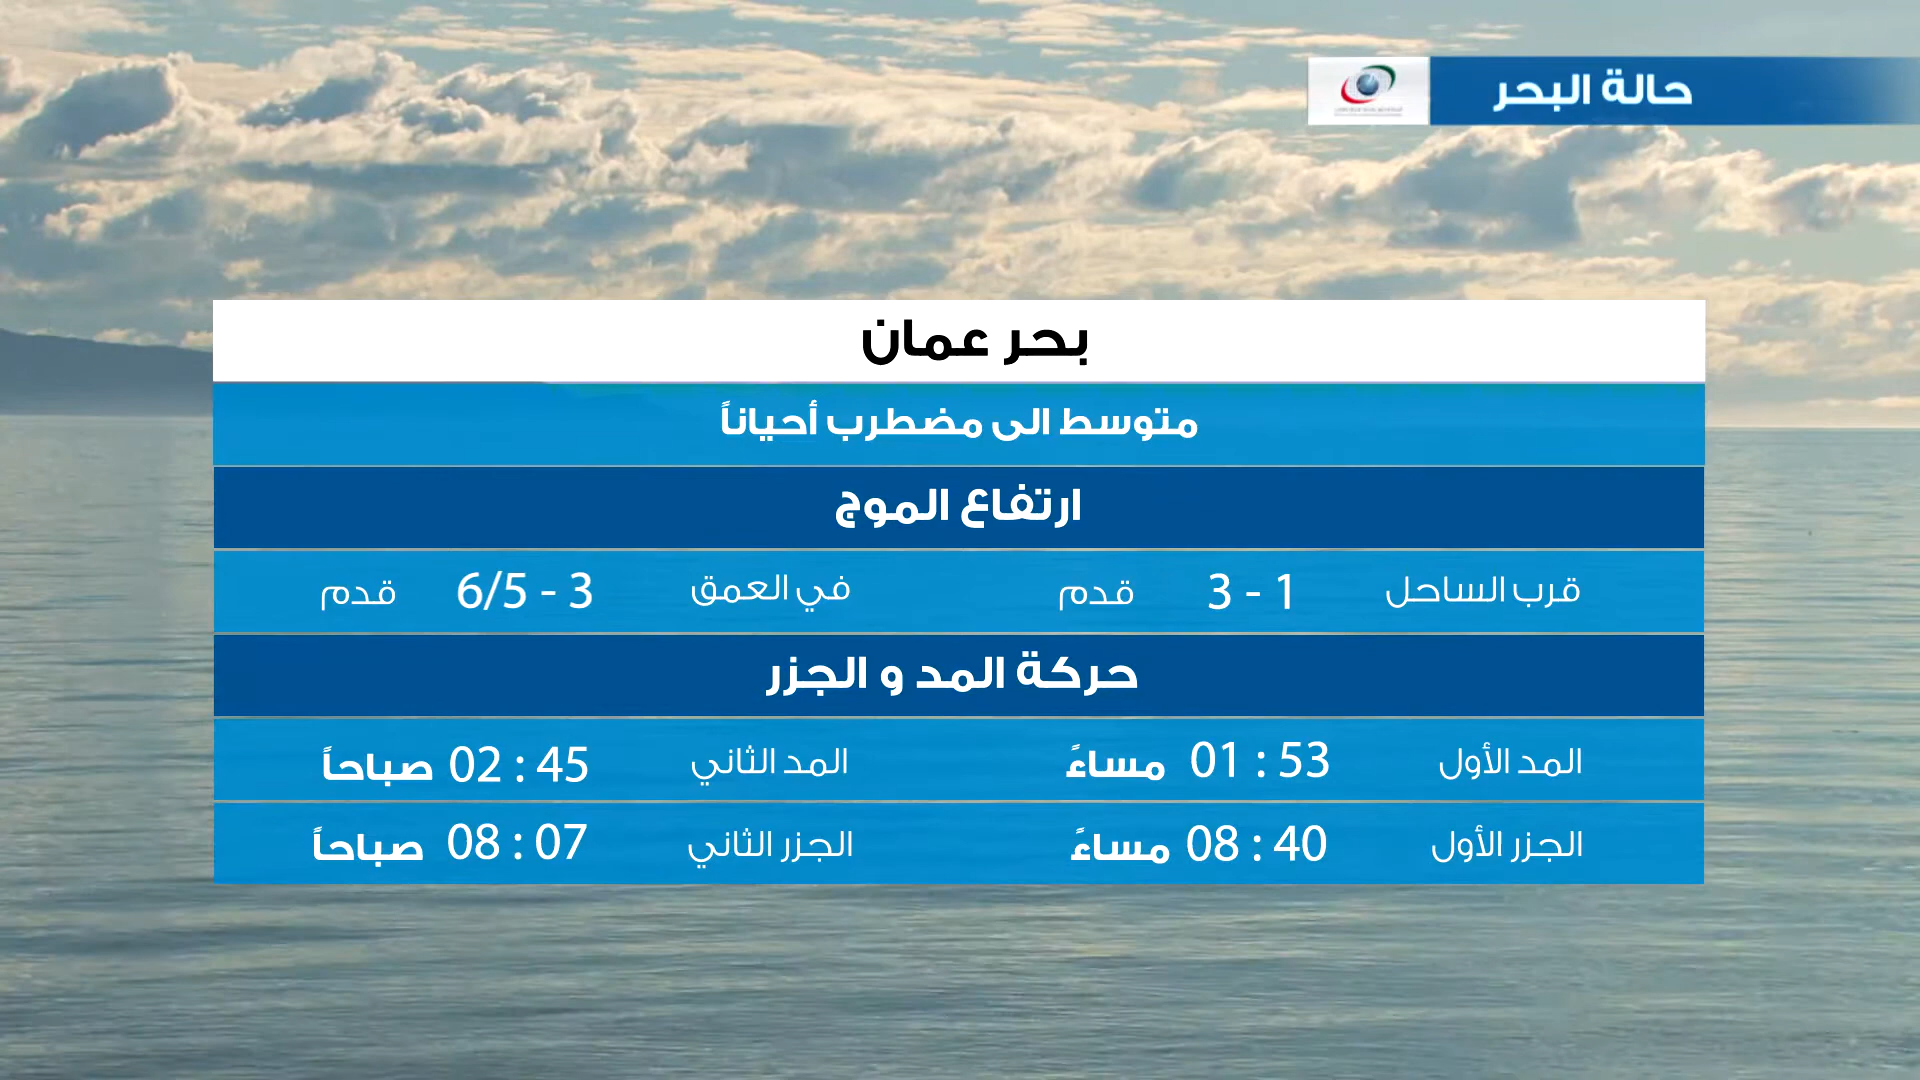 حالة البحر
بحر عمان
متوسط الى مضطرب أحياناً
ارتفاع الموج
قرب الساحل 1 - 3 قدم في العمق 3 - 6/5 قدم
حركة المد و الجزر
المد الأول 01 : 53 مساءً المد الثاني 02 : 45 صباحاً
الجزر الأول 08 : 40 مساءً الجزر الثاني 08 : 07 صباحاً